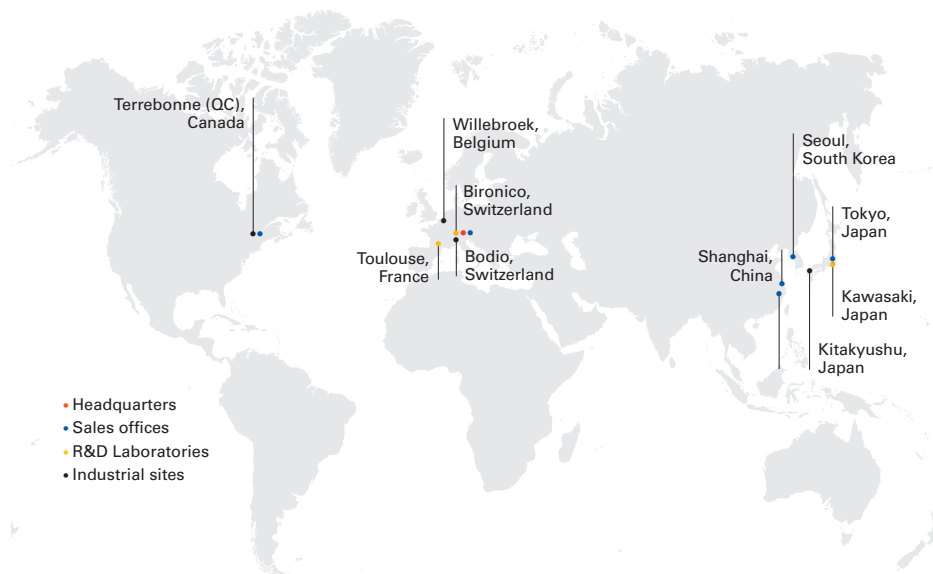 Terrebonne (QC),
Canada
Willebroek,
Belgium
Bironico,
Switzerland
Toulouse,
France
Bodio,
Switzerland
Seoul,
South Korea
Tokyo,
Japan
Shanghai,
China
Kawasaki,
Japan
Kitakyushu,
Japan
Headquarters
Sales offices
R&D Laboratories
Industrial sites